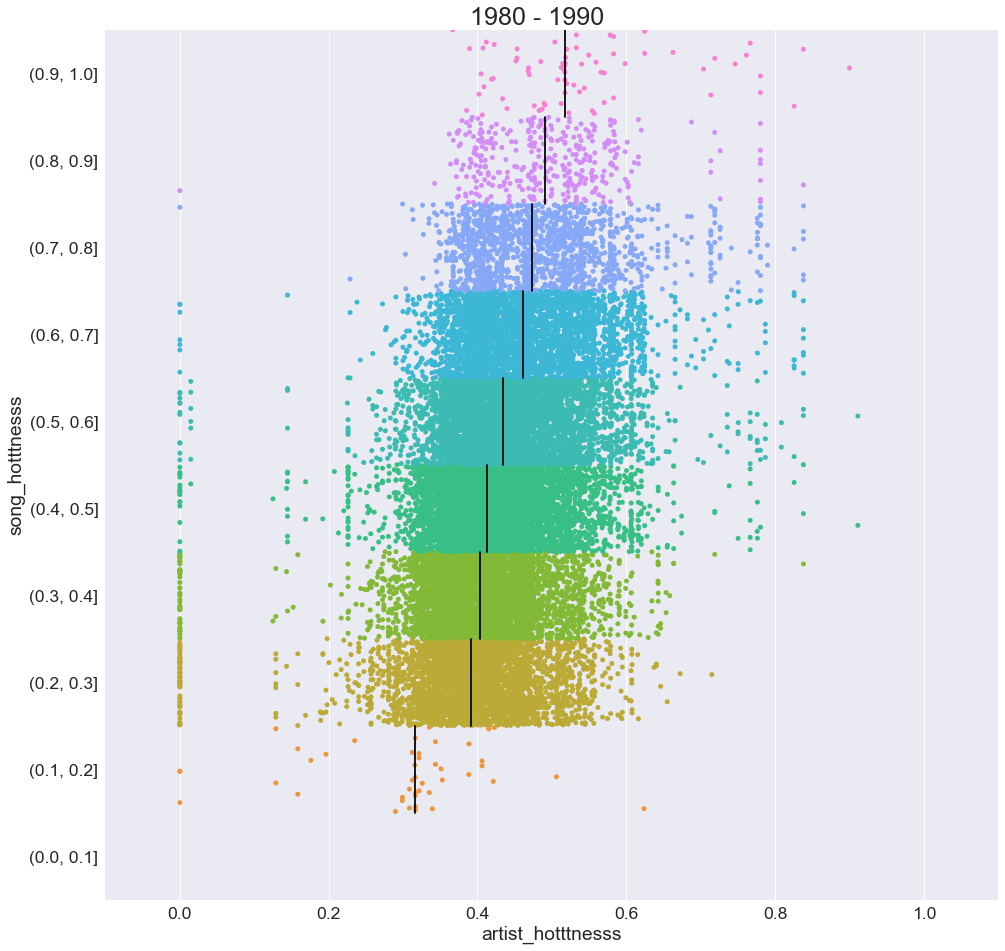 1980 - 1990
(0.9, 1.0]
(0.8, 0.9]
(0.7, 0.8]
(0.6, 0.7]
(0.5, 0.6]
(0.4, 0.5]
(0.3, 0.4]
(0.2, 0.3]
(0.1, 0.2]
(0.0, 0.1]
song_hotttnesss
0.0 0.2 0.4 0.6 0.8 1.0
artist_hotttnesss